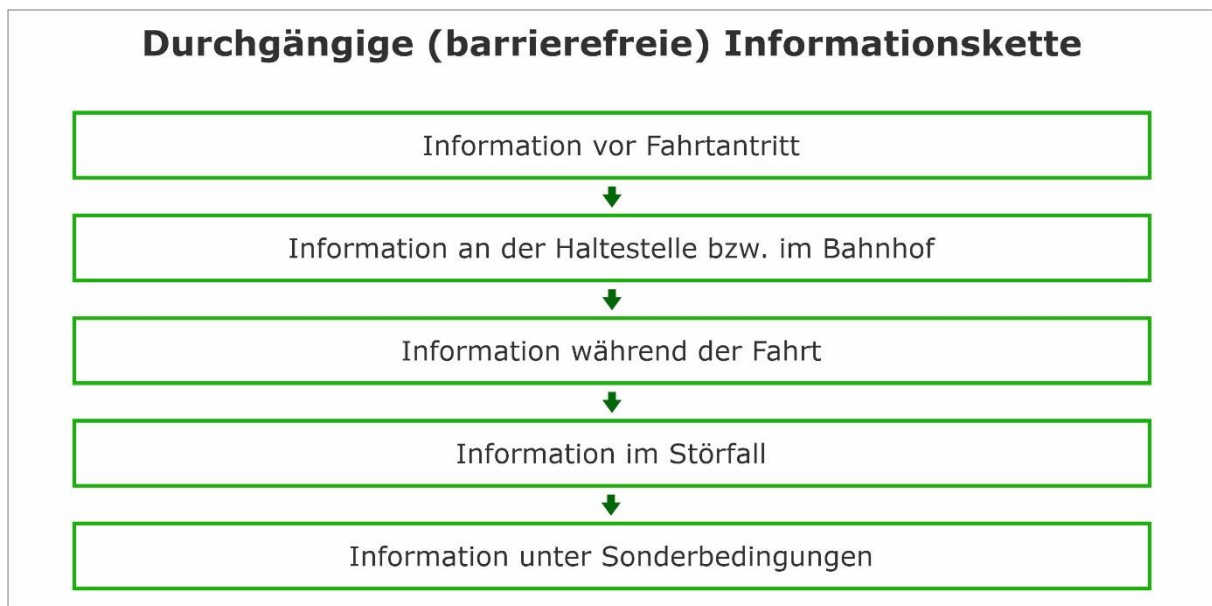 Durchgängige (barrierefreie) Informationskette
Information vor Fahrtantritt
Information an der Haltestelle bzw. im Bahnhof
Information während der Fahrt
Information im Störfall
Information unter Sonderbedingungen